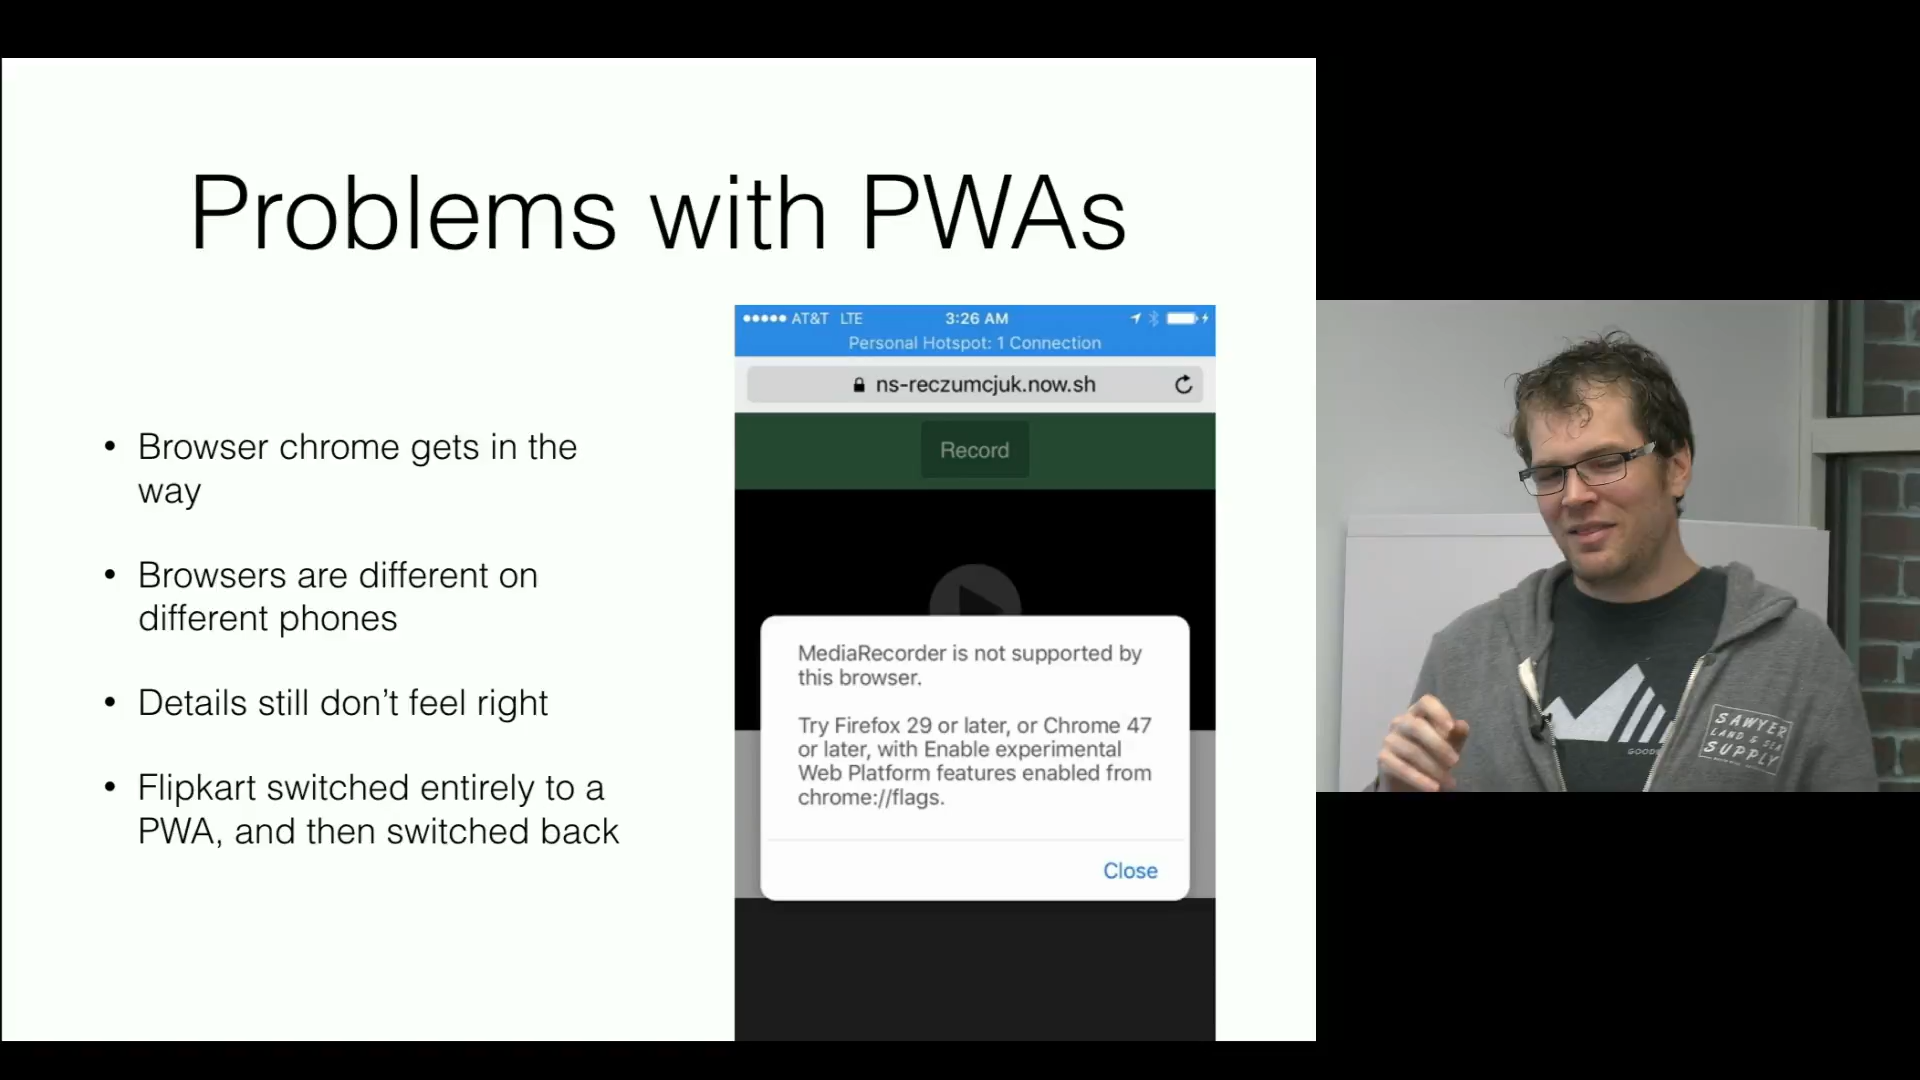 Problems with PWAs
• Browser chrome gets in the
way
• Browsers are different on
different phones
• Details still don’t feel right
• Flipkart switched entirely to a
PWA, and then switched back
AT&T LTE 3:26 AM
Personal Hotspot: 1 Connection
ns-reczumcjuk.now.sh
Record
MediaRecorder is not supported by
this browser.
Try Firefox 29 or later, or Chrome 47
or later, with Enable experimental
Web Platform features enabled from
chrome://flags.
Close
SAWYER
LAND & SEA
SUPPLY